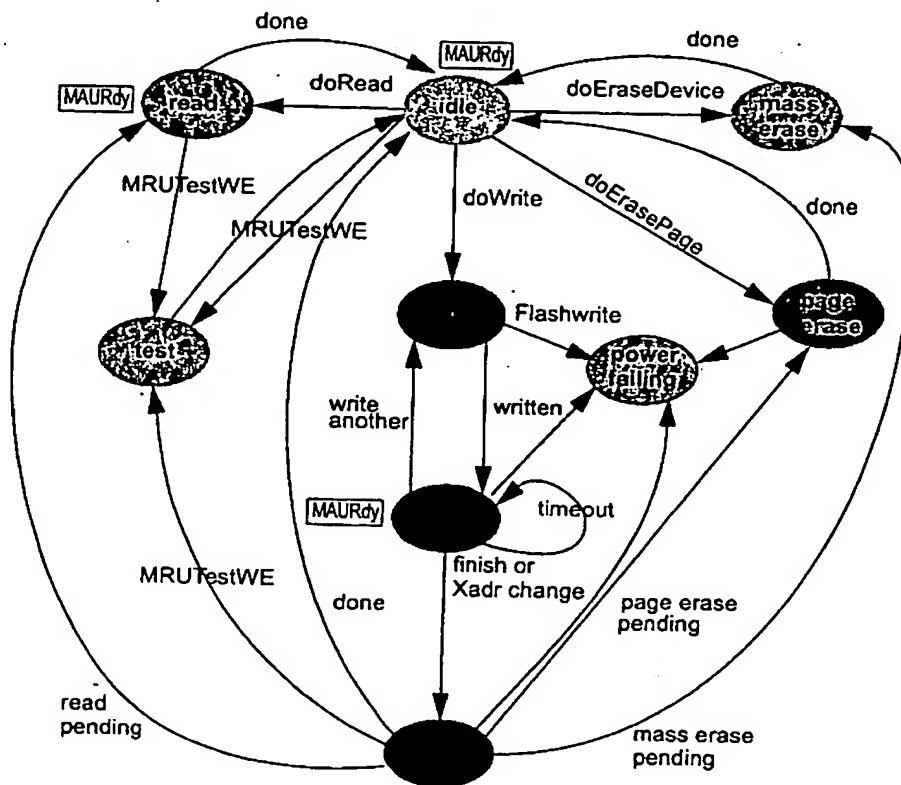 done
MAURdy
done
MAURdy
read
doRead
idle
doEraseDevice
mass
erase
MRUTestWE
MRUTestWE
doWrite
doErasePage
done
test
Flashwrite
power
failing
page
erase
write
another
written
MAURdy
timeout
MRUTestWE
done
finish or
Xadr change
page erase
pending
read
pending
mass erase
pending